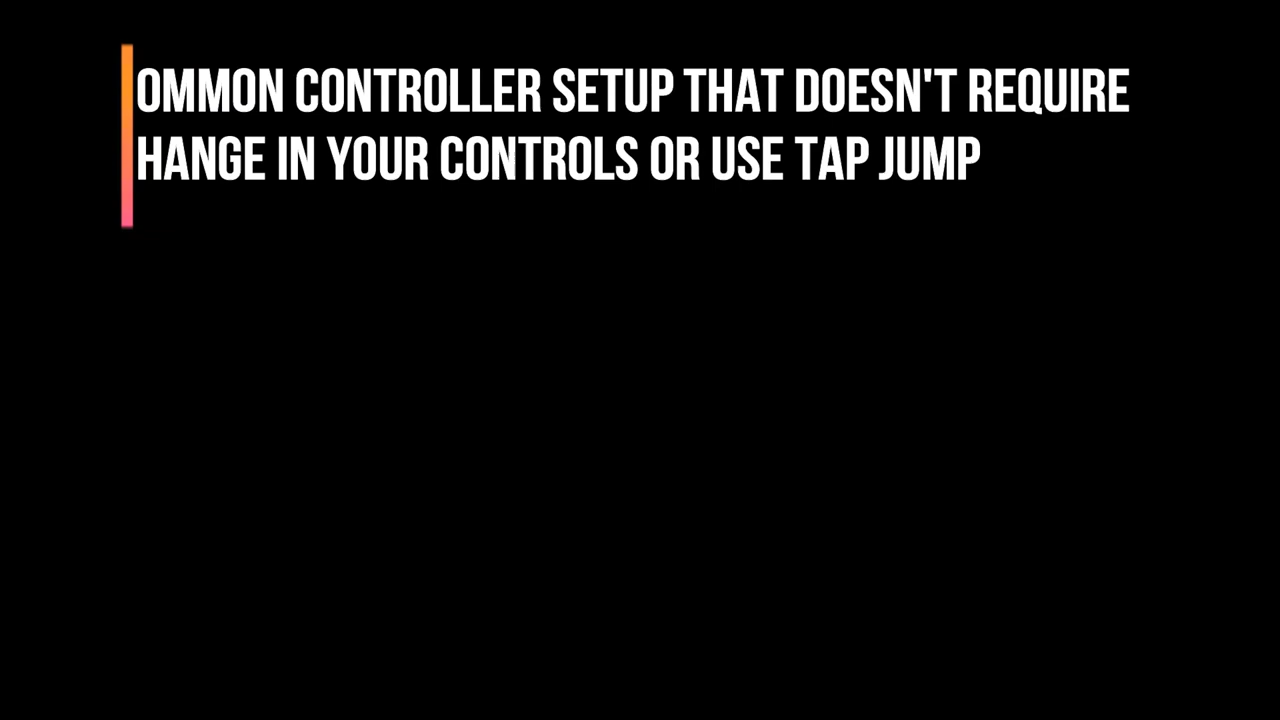 OMMON CONTROLLER SETUP THAT DOESN'T REQUIRE
HANGE IN YOUR CONTROLS OR USE TAP JUMP